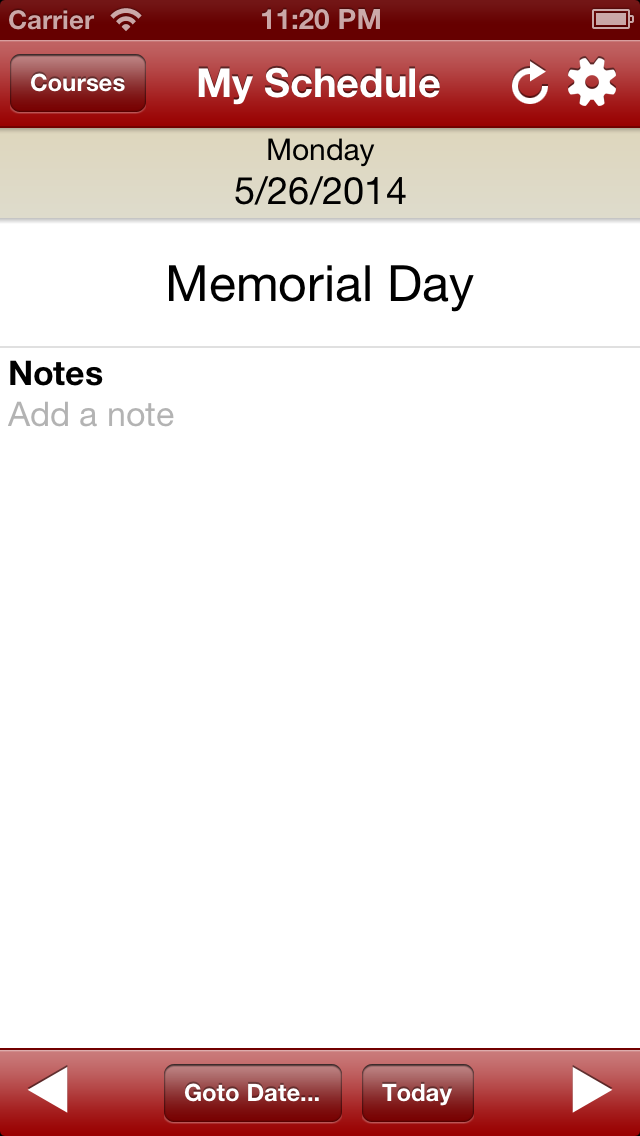 Carrier 11:20 PM
Courses My Schedule
Monday
5/26/2014
Memorial Day
Notes
Add a note
Goto Date... Today